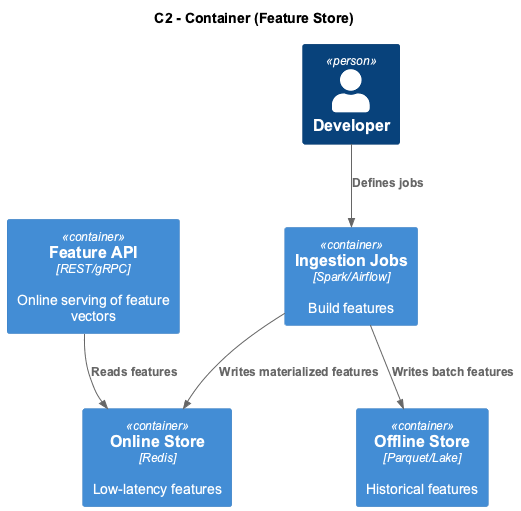 C2 - Container (Feature Store)
«person»
Developer
Defines jobs
«container»
Feature API
[REST/gRPC]
Online serving of feature
vectors
«container»
Ingestion Jobs
[Spark/Airflow]
Build features
Reads features
Writes materialized features
Writes batch features
«container»
Online Store
[Redis]
Low-latency features
«container»
Offline Store
[Parquet/Lake]
Historical features